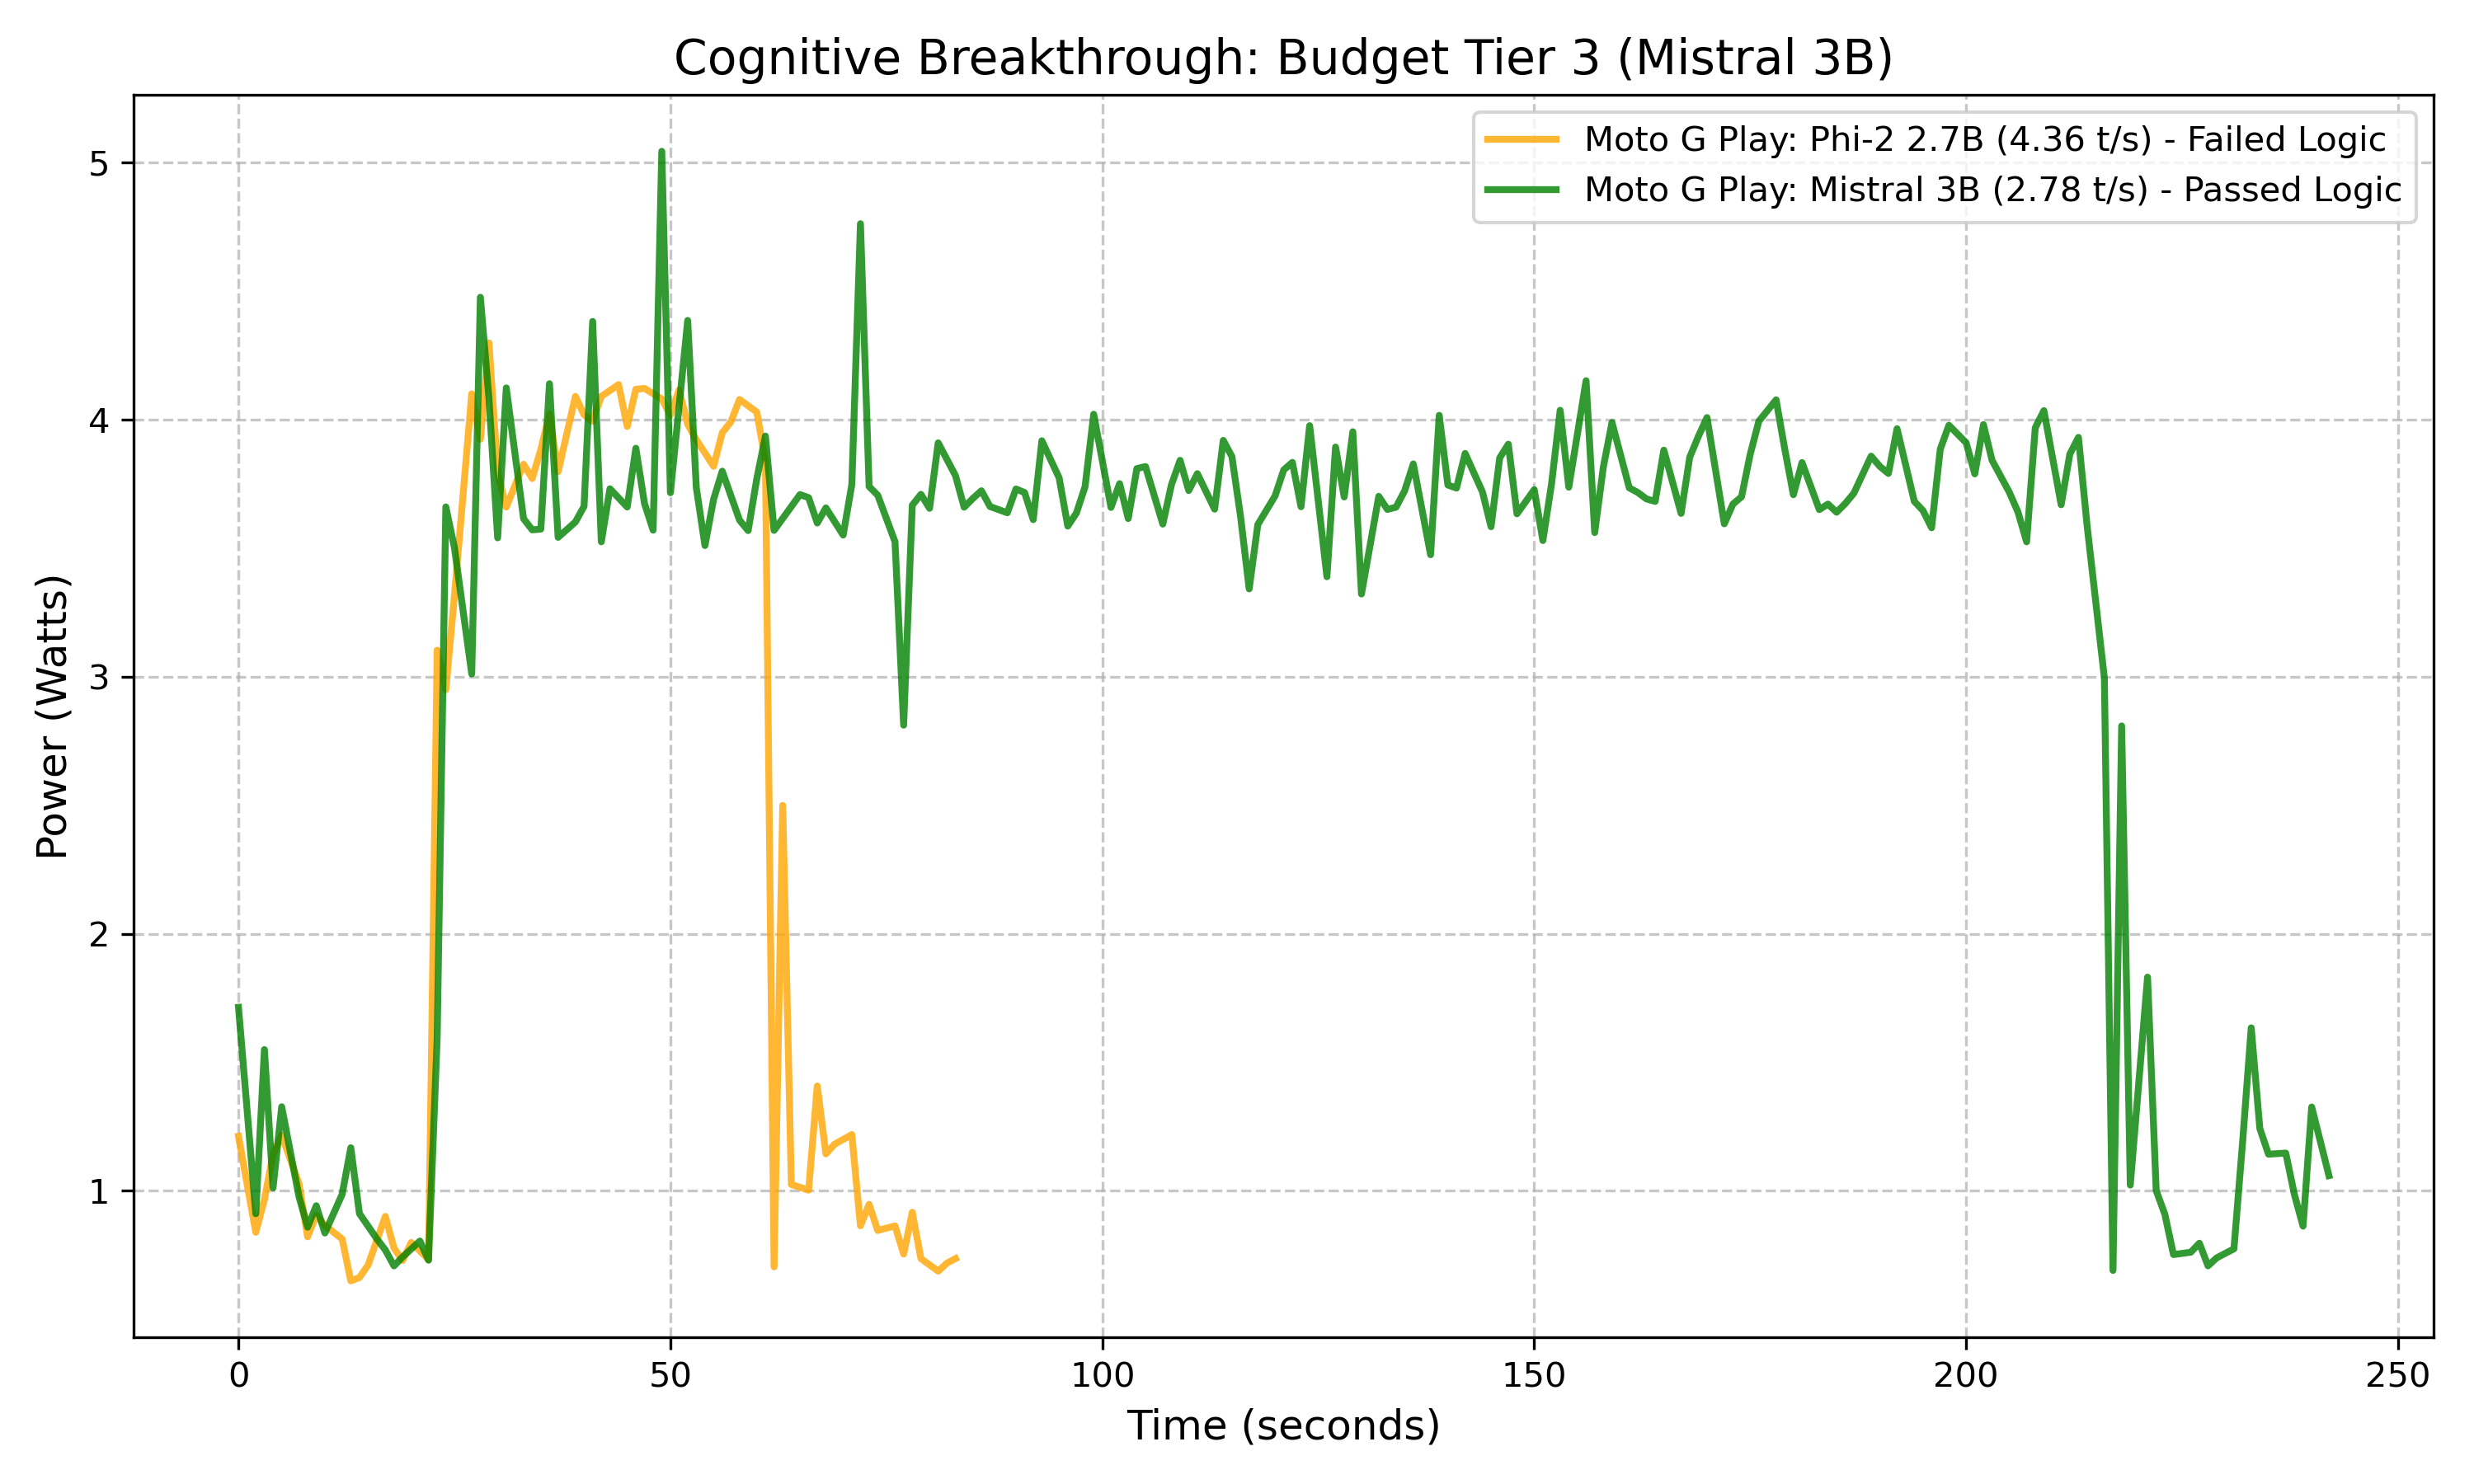 Cognitive Breakthrough: Budget Tier 3 (Mistral 3B)
Moto G Play: Phi-2 2.7B (4.36 t/s) - Failed Logic
Moto G Play: Mistral 3B (2.78 t/s) - Passed Logic
Power (Watts)
5
4
3
2
1
0
50
100
150
200
250
Time (seconds)